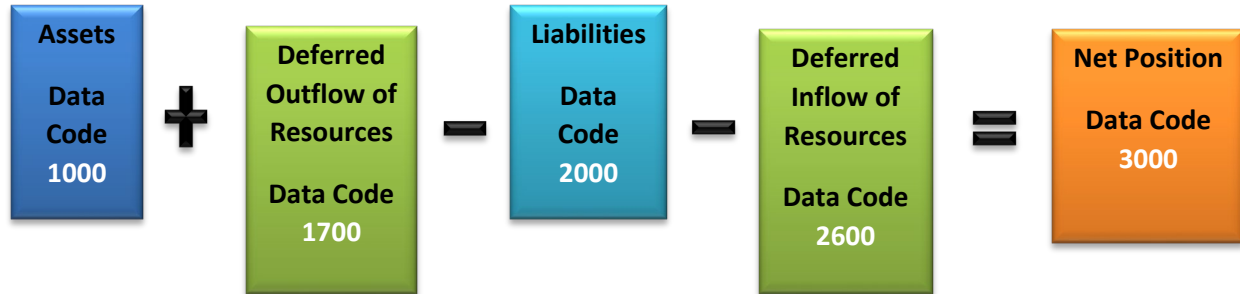 Assets
Data
Code
1000
+
Deferred
Outflow of
Resources
Data Code
1700
-
Liabilities
Data
Code
2000
-
Deferred
Inflow of
Resources
Data Code
2600
=
Net Position
Data Code
3000